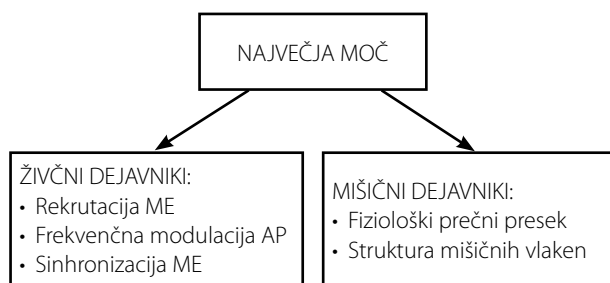 NAJVEČJA MOČ
ŽIVČNI DEJAVNIKI:
• Rekrutacija ME
• Frekvenčna modulacija AP
• Sinhronizacija ME
MIŠIČNI DEJAVNIKI:
• Fiziološki prečni presek
• Struktura mišičnih vlaken